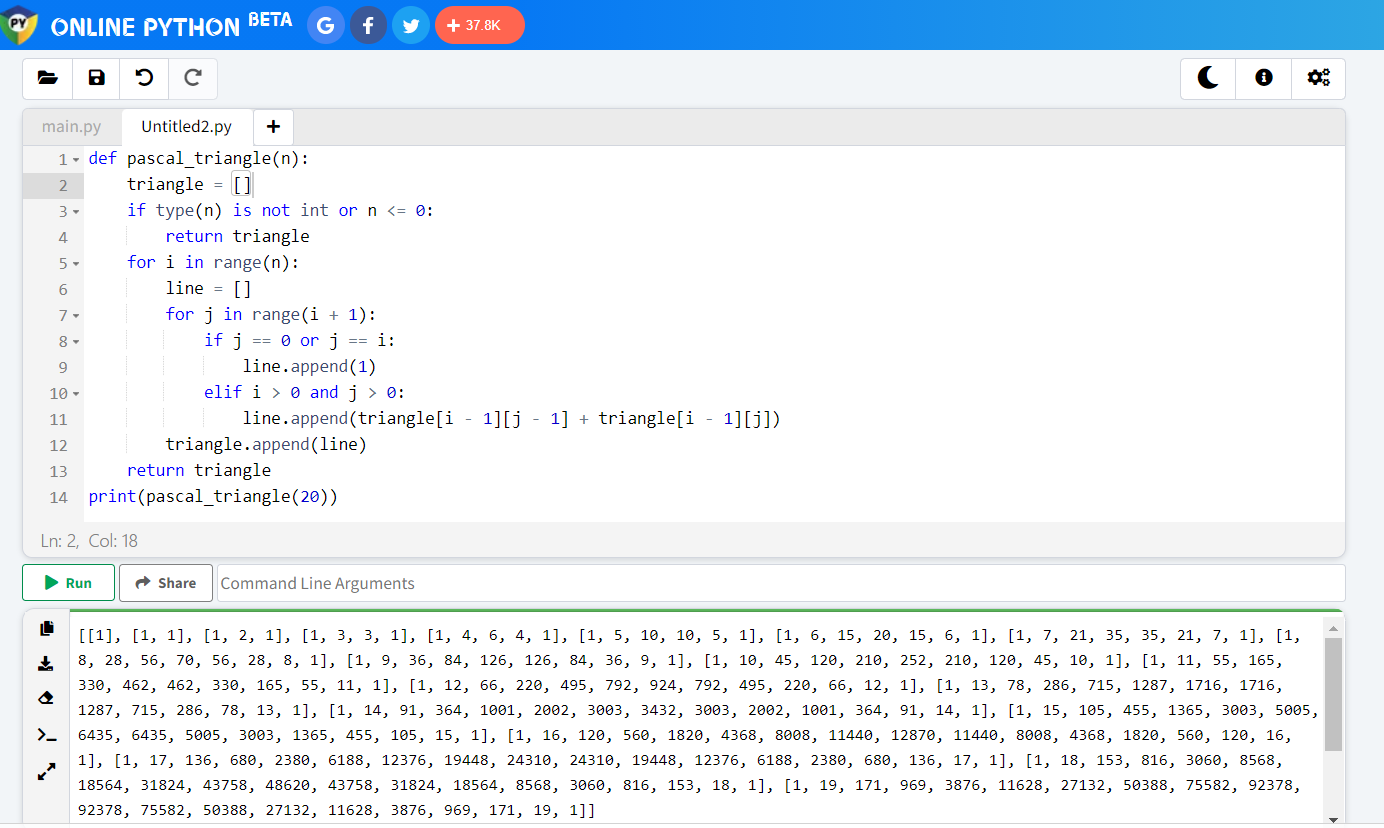 ONLINE PYTHON BETA
G f + 37.8K
main.py Untitled2.py +
1 def pascal_triangle(n):
2     triangle = []
3     if type(n) is not int or n <= 0:
4         return triangle
5     for i in range(n):
6         line = []
7         for j in range(i + 1):
8             if j == 0 or j == i:
9                 line.append(1)
10             elif i > 0 and j > 0:
11                 line.append(triangle[i - 1][j - 1] + triangle[i - 1][j])
12         triangle.append(line)
13     return triangle
14 print(pascal_triangle(20))
Ln: 2, Col: 18
Run Share Command Line Arguments
[[1], [1, 1], [1, 2, 1], [1, 3, 3, 1], [1, 4, 6, 4, 1], [1, 5, 10, 10, 5, 1], [1, 6, 15, 20, 15, 6, 1], [1, 7, 21, 35, 35, 21, 7, 1], [1,
8, 28, 56, 70, 56, 28, 8, 1], [1, 9, 36, 84, 126, 126, 84, 36, 9, 1], [1, 10, 45, 120, 210, 252, 210, 120, 45, 10, 1], [1, 11, 55, 165,
330, 462, 462, 330, 165, 55, 11, 1], [1, 12, 66, 220, 495, 792, 924, 792, 495, 220, 66, 12, 1], [1, 13, 78, 286, 715, 1287, 1716, 1716,
1287, 715, 286, 78, 13, 1], [1, 14, 91, 364, 1001, 2002, 3003, 3432, 3003, 2002, 1001, 364, 91, 14, 1], [1, 15, 105, 455, 1365, 3003, 5005,
6435, 6435, 5005, 3003, 1365, 455, 105, 15, 1], [1, 16, 120, 560, 1820, 4368, 8008, 11440, 12870, 11440, 8008, 4368, 1820, 560, 120, 16,
1], [1, 17, 136, 680, 2380, 6188, 12376, 19448, 24310, 24310, 19448, 12376, 6188, 2380, 680, 136, 17, 1], [1, 18, 153, 816, 3060, 8568,
18564, 31824, 43758, 48620, 43758, 31824, 18564, 8568, 3060, 816, 153, 18, 1], [1, 19, 171, 969, 3876, 11628, 27132, 50388, 75582, 92378,
92378, 75582, 50388, 27132, 11628, 3876, 969, 171, 19, 1]]